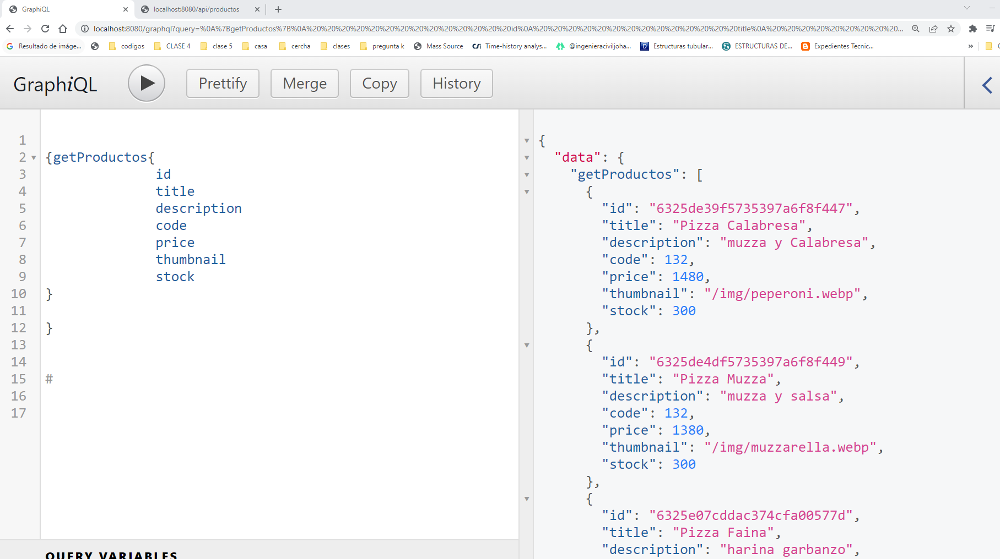 GraphiQL
localhost:8080/api/productos
localhost:8080/graphql?query=%0A%7BgetProductos%7B%0A%20%20%20%20%20%20%20%20%20%20%20%20%20%20id%0A%20%20%20%20%20%20%20%20%20%20%20%20%20%20title%0A%20%20%20%20%20%20%20%20%20%20%20...
Resultado de imáge... codigos CLASE 4 clase 5 casa cercha clases pregunta k Mass Source Time-history analys... @ingenieraciviljoha... Estructuras tubular... ESTRUCTURAS DE... Expedientes Tecnic... »
GraphiQL Prettify Merge Copy History
1
2 {getProductos{
3 id
4 title
5 description
6 code
7 price
8 thumbnail
9 stock
10 }
11
12 }
13
14
15 #
16
17
QUERY VARIABLES
{
"data": {
"getProductos": [
{
"id": "6325de39f5735397a6f8f447",
"title": "Pizza Calabresa",
"description": "muzza y Calabresa",
"code": 132,
"price": 1480,
"thumbnail": "/img/peperoni.webp",
"stock": 300
},
{
"id": "6325de4df5735397a6f8f449",
"title": "Pizza Muzza",
"description": "muzza y salsa",
"code": 132,
"price": 1380,
"thumbnail": "/img/muzzarella.webp",
"stock": 300
},
{
"id": "6325e07cddac374cfa00577d",
"title": "Pizza Faina",
"description": "harina garbanzo",